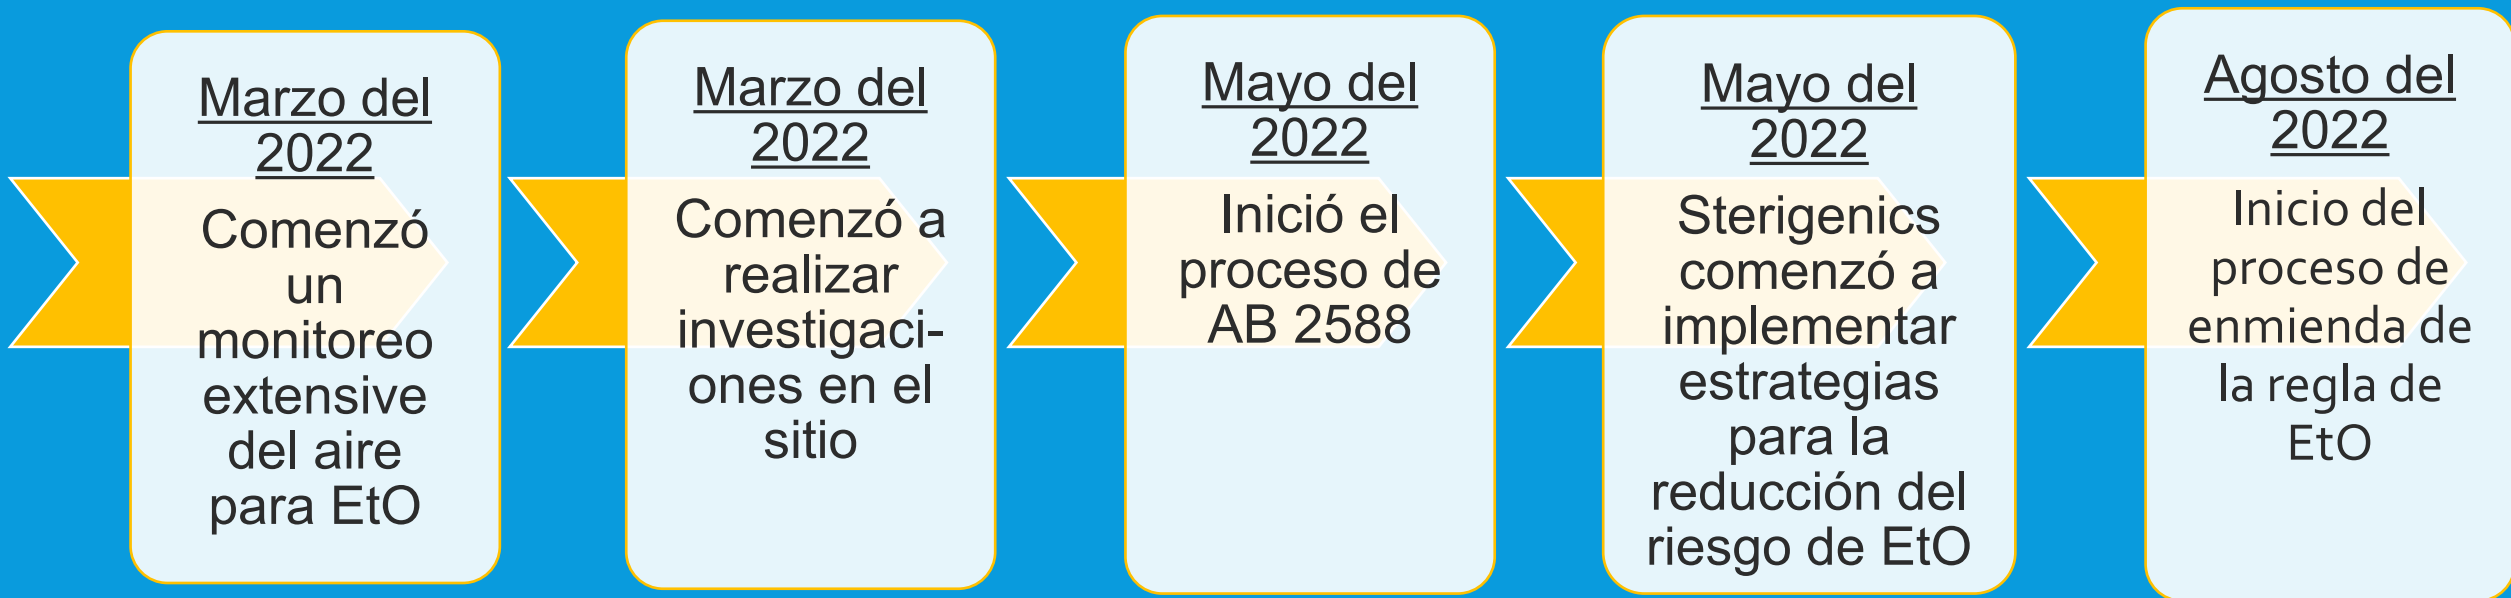 Marzo del
2022
Comenzó
un
monitoreo
extensive
del aire
para EtO
Marzo del
2022
Comenzó a
realizar
investigaci-
ones en el
sitio
Mayo del
2022
Inició el
proceso de
AB 2588
Mayo del
2022
Sterigenics
comenzó a
implementar
estrategias
para la
reducción del
riesgo de EtO
Agosto del
2022
Inicio del
proceso de
enmienda de
la regla de
EtO